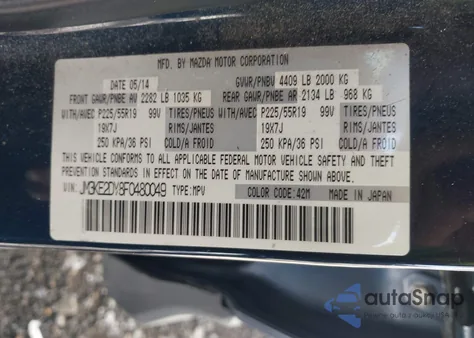 MFD. BY MAZDA MOTOR CORPORATION
DATE 05/14 GVWR/PNBV 4409 LB 2000 KG
FRONT GAWR/PNBE AV 2282 LB 1035 KG REAR GAWR/PNBE AR 2134 LB 968 KG
WITH/AVEC P225/55R19 99V TIRES/PNEUS WITH/AVEC P225/55R19 99V TIRES/PNEUS
19X7J RIMS/JANTES 19X7J RIMS/JANTES
250 KPA/36 PSI COLD/A FROID 250 KPA/36 PSI COLD/A FROID
THIS VEHICLE CONFORMS TO ALL APPLICABLE FEDERAL MOTOR VEHICLE SAFETY AND THEFT
PREVENTION STANDARDS IN EFFECT ON THE DATE OF MANUFACTURE SHOWN ABOVE.
VIN: JM3KE2DY8F0480049 TYPE:MPV COLOR CODE:42M MADE IN JAPAN
autaSnap